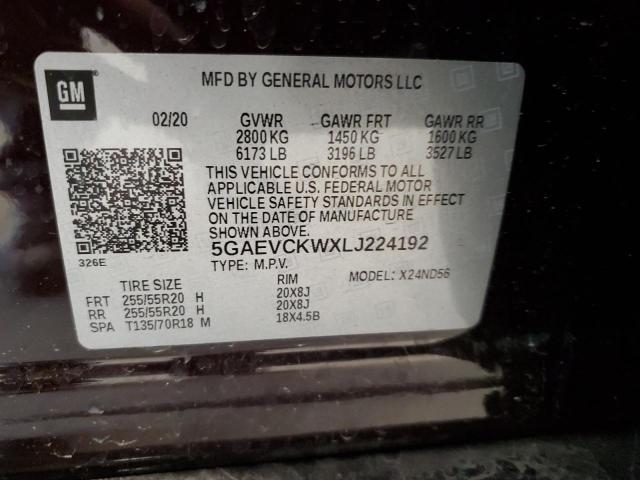 GM
MFD BY GENERAL MOTORS LLC
02/20 GVWR GAWR FRT GAWR RR
2800 KG 1450 KG 1600 KG
6173 LB 3196 LB 3527 LB
THIS VEHICLE CONFORMS TO ALL
APPLICABLE U.S. FEDERAL MOTOR
VEHICLE SAFETY STANDARDS IN EFFECT
ON THE DATE OF MANUFACTURE
SHOWN ABOVE.
326E
5GAEVCKWXLJ224192
TYPE: M.P.V. MODEL: X24ND56
TIRE SIZE RIM
FRT 255/55R20 H 20X8J
RR 255/55R20 H 20X8J
SPA T135/70R18 M 18X4.5B